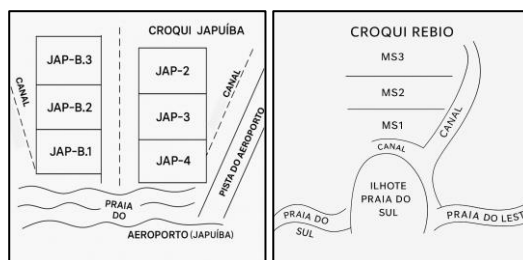 CROQUI JAPUÍBA
JAP-B.3
JAP-2
CANAL
CANAL
JAP-B.2
JAP-3
JAP-B.1
JAP-4
PISTA DO AEROPORTO
PRAIA
DO
AEROPORTO (JAPUÍBA)
CROQUI REBIO
MS3
MS2
MS1
CANAL
CANAL
ILHOTE
PRAIA DO
SUL
PRAIA DO
SUL
PRAIA DO LEST